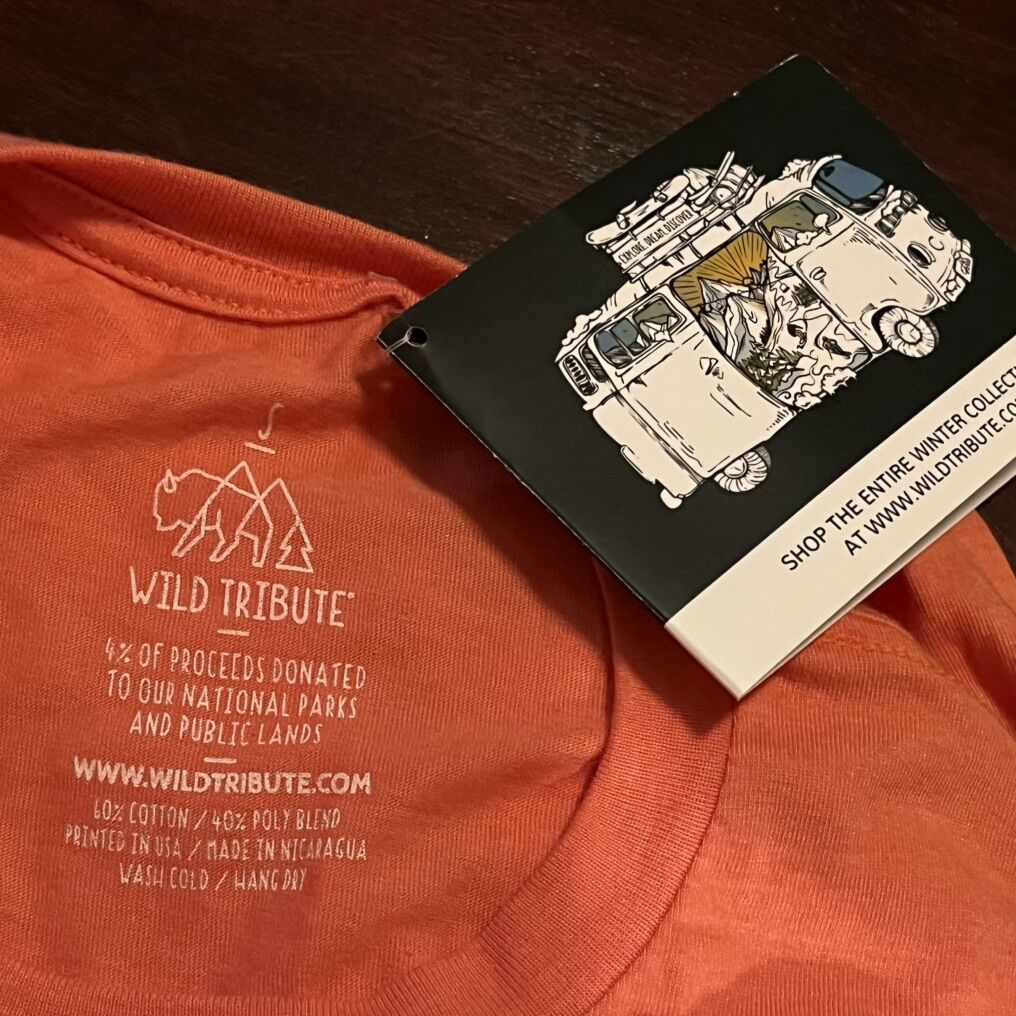 S
WILD TRIBUTE®
4% OF PROCEEDS DONATED
TO OUR NATIONAL PARKS
AND PUBLIC LANDS
WWW.WILDTRIBUTE.COM
60% COTTON / 40% POLY BLEND
PRINTED IN USA / MADE IN NICARAGUA
WASH COLD / HANG DRY
EXPLORE. DREAM. DISCOVER
SHOP THE ENTIRE WINTER COLLECTI
AT WWW.WILDTRIBUTE.CO